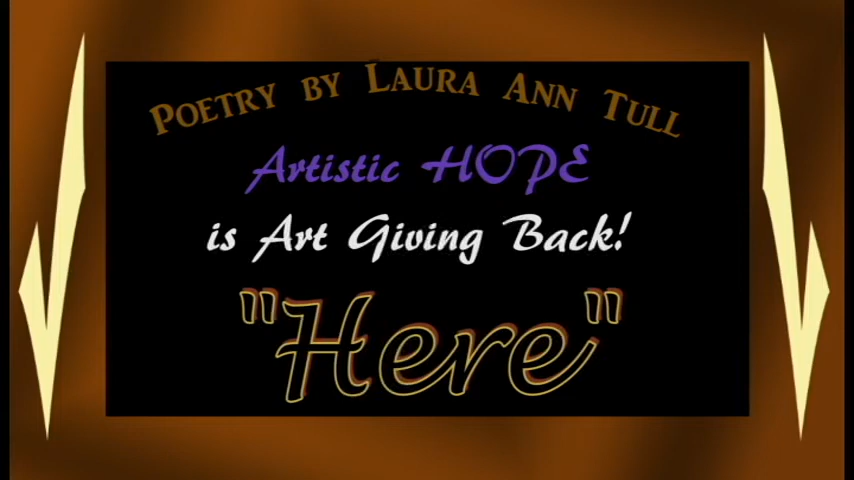 Poetry by Laura Ann Tull
Artistic HOPE
is Art Giving Back!
"Here"